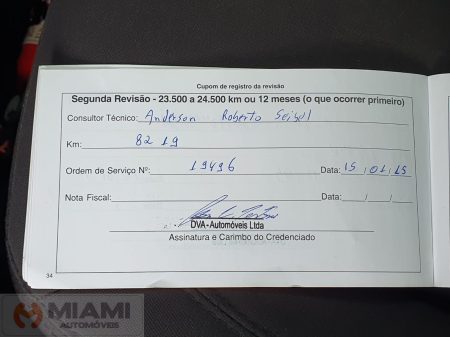 Cupom de registro da revisão
Segunda Revisão - 23.500 a 24.500 km ou 12 meses (o que ocorrer primeiro)
Consultor Técnico: Anderson Roberto Seibul
Km: 8219
Ordem de Serviço Nº: 19496 Data: 15/01/15
Nota Fiscal: Data: / /
DVA-Automóveis Ltda
Assinatura e Carimbo do Credenciado
34
MIAMI
AUTOMÓVEIS